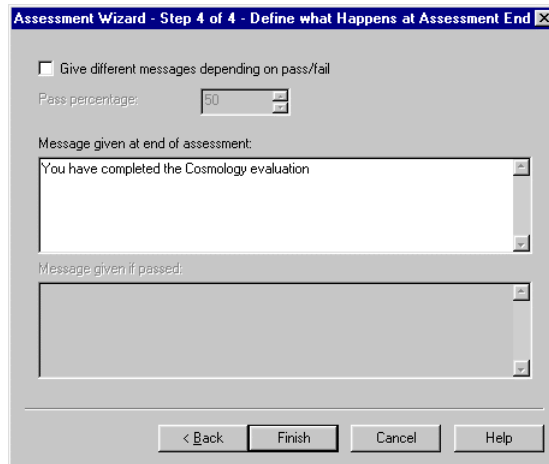 Assessment Wizard - Step 4 of 4 - Define what Happens at Assessment End
Give different messages depending on pass/fail
Pass percentage:
50
Message given at end of assessment:
You have completed the Cosmology evaluation
Message given if passed:
< Back
Finish
Cancel
Help